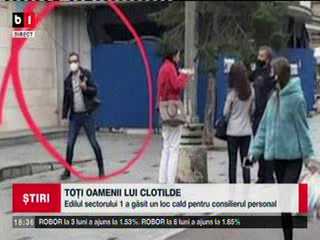 b1
DIRECT
ȘTIRI
TOȚI OAMENII LUI CLOTILDE
Edilul sectorului 1 a găsit un loc cald pentru consilierul personal
18:36 ROBOR la 3 luni a ajuns la 1.53% ROBOR la 6 luni a ajuns la 1.65%